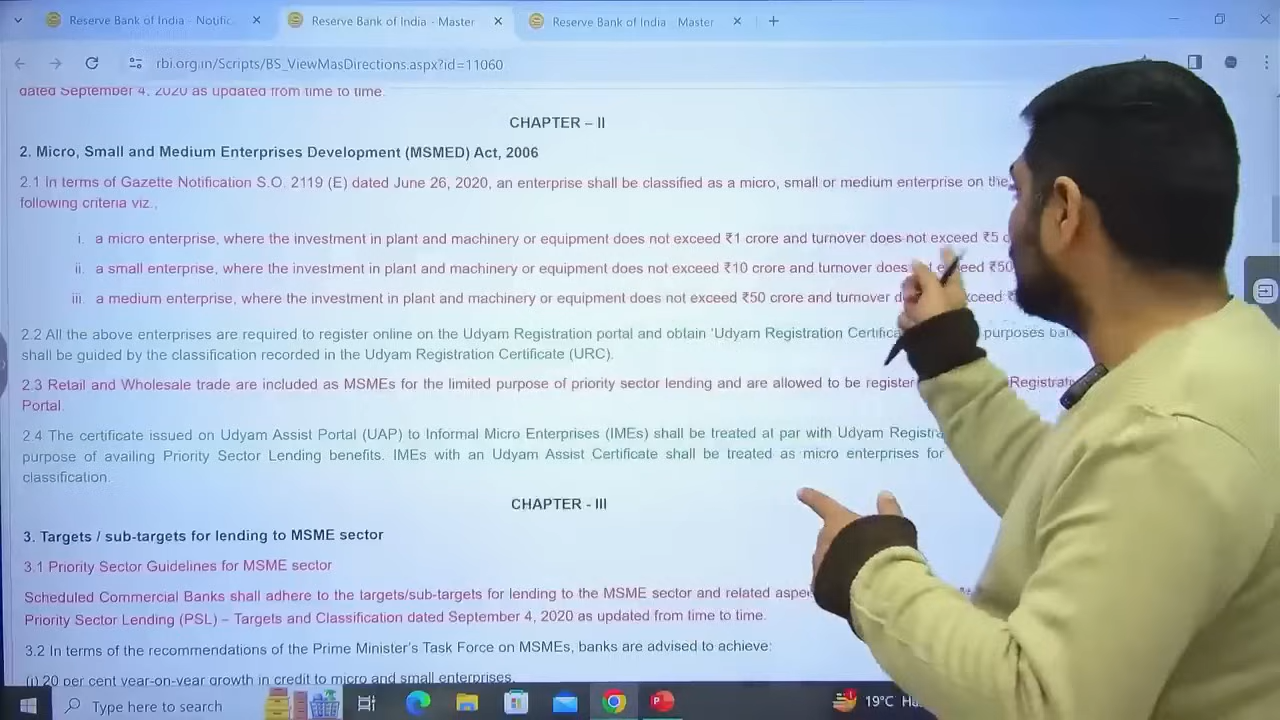 Reserve Bank of India - Notific
Reserve Bank of India - Master
Reserve Bank of India - Master
rbi.org.in/Scripts/BS_ViewMasDirections.aspx?id=11060
dated September 4, 2020 as updated from time to time.
CHAPTER – II
2. Micro, Small and Medium Enterprises Development (MSMED) Act, 2006
2.1 In terms of Gazette Notification S.O. 2119 (E) dated June 26, 2020, an enterprise shall be classified as a micro, small or medium enterprise on the
following criteria viz.,
i. a micro enterprise, where the investment in plant and machinery or equipment does not exceed ₹1 crore and turnover does not exceed ₹5
ii. a small enterprise, where the investment in plant and machinery or equipment does not exceed ₹10 crore and turnover does ₹50
iii. a medium enterprise, where the investment in plant and machinery or equipment does not exceed ₹50 crore and turnover
2.2 All the above enterprises are required to register online on the Udyam Registration portal and obtain 'Udyam Registration purposes
shall be guided by the classification recorded in the Udyam Registration Certificate (URC).
2.3 Retail and Wholesale trade are included as MSMEs for the limited purpose of priority sector lending and are allowed to be register
Portal.
2.4 The certificate issued on Udyam Assist Portal (UAP) to Informal Micro Enterprises (IMEs) shall be treated at par with Udyam
purpose of availing Priority Sector Lending benefits. IMEs with an Udyam Assist Certificate shall be treated as micro enterprises for
classification.
CHAPTER - III
3. Targets / sub-targets for lending to MSME sector
3.1 Priority Sector Guidelines for MSME sector
Scheduled Commercial Banks shall adhere to the targets/sub-targets for lending to the MSME sector and related
Priority Sector Lending (PSL) – Targets and Classification dated September 4, 2020 as updated from time to time.
3.2 In terms of the recommendations of the Prime Minister's Task Force on MSMEs, banks are advised to achieve:
(i) 20 per cent year-on-year growth in credit to micro and small enterprises,
Type here to search
19°C